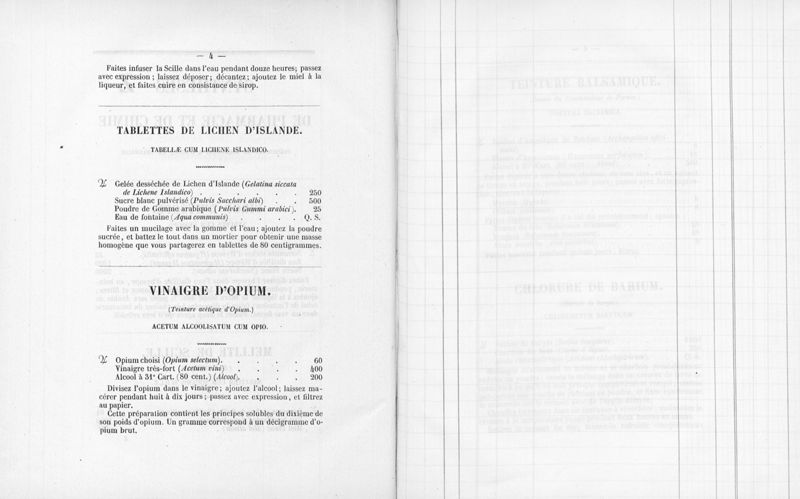 — 4 —
Faites infuser la Scille dans l'eau pendant douze heures; passez
avec expression; laissez déposer; décantez; ajoutez le miel à la
liqueur, et faites cuire en consistance de sirop.
TABLETTES DE LICHEN D'ISLANDE.
TABELLÆ CUM LICHENE ISLANDICO.
♃ Gelée desséchée de Lichen d'Islande (Gelatina siccata
de Lichene Islandico) . . . . . . 250
Sucre blanc pulvérisé (Pulvis Sacchari albi) . . 500
Poudre de Gomme arabique (Pulvis Gummi arabici). 25
Eau de fontaine (Aqua communis) . . . . Q. S.
Faites un mucilage avec la gomme et l'eau; ajoutez la poudre
sucrée, et battez le tout dans un mortier pour obtenir une masse
homogène que vous partagerez en tablettes de 80 centigrammes.
VINAIGRE D'OPIUM.
(Teinture acétique d'Opium.)
ACETUM ALCOOLISATUM CUM OPIO.
♃ Opium choisi (Opium selectum). . . . . 60
Vinaigre très-fort (Acetum vini) . . . . 400
Alcool à 31e Cart. (80 cent.) (Alcool). . . . 200
Divisez l'opium dans le vinaigre; ajoutez l'alcool; laissez ma-
cérer pendant huit à dix jours; passez avec expression, et filtrez
au papier.
Cette préparation contient les principes solubles du dixième de
son poids d'opium. Un gramme correspond à un décigramme d'o-
pium brut.